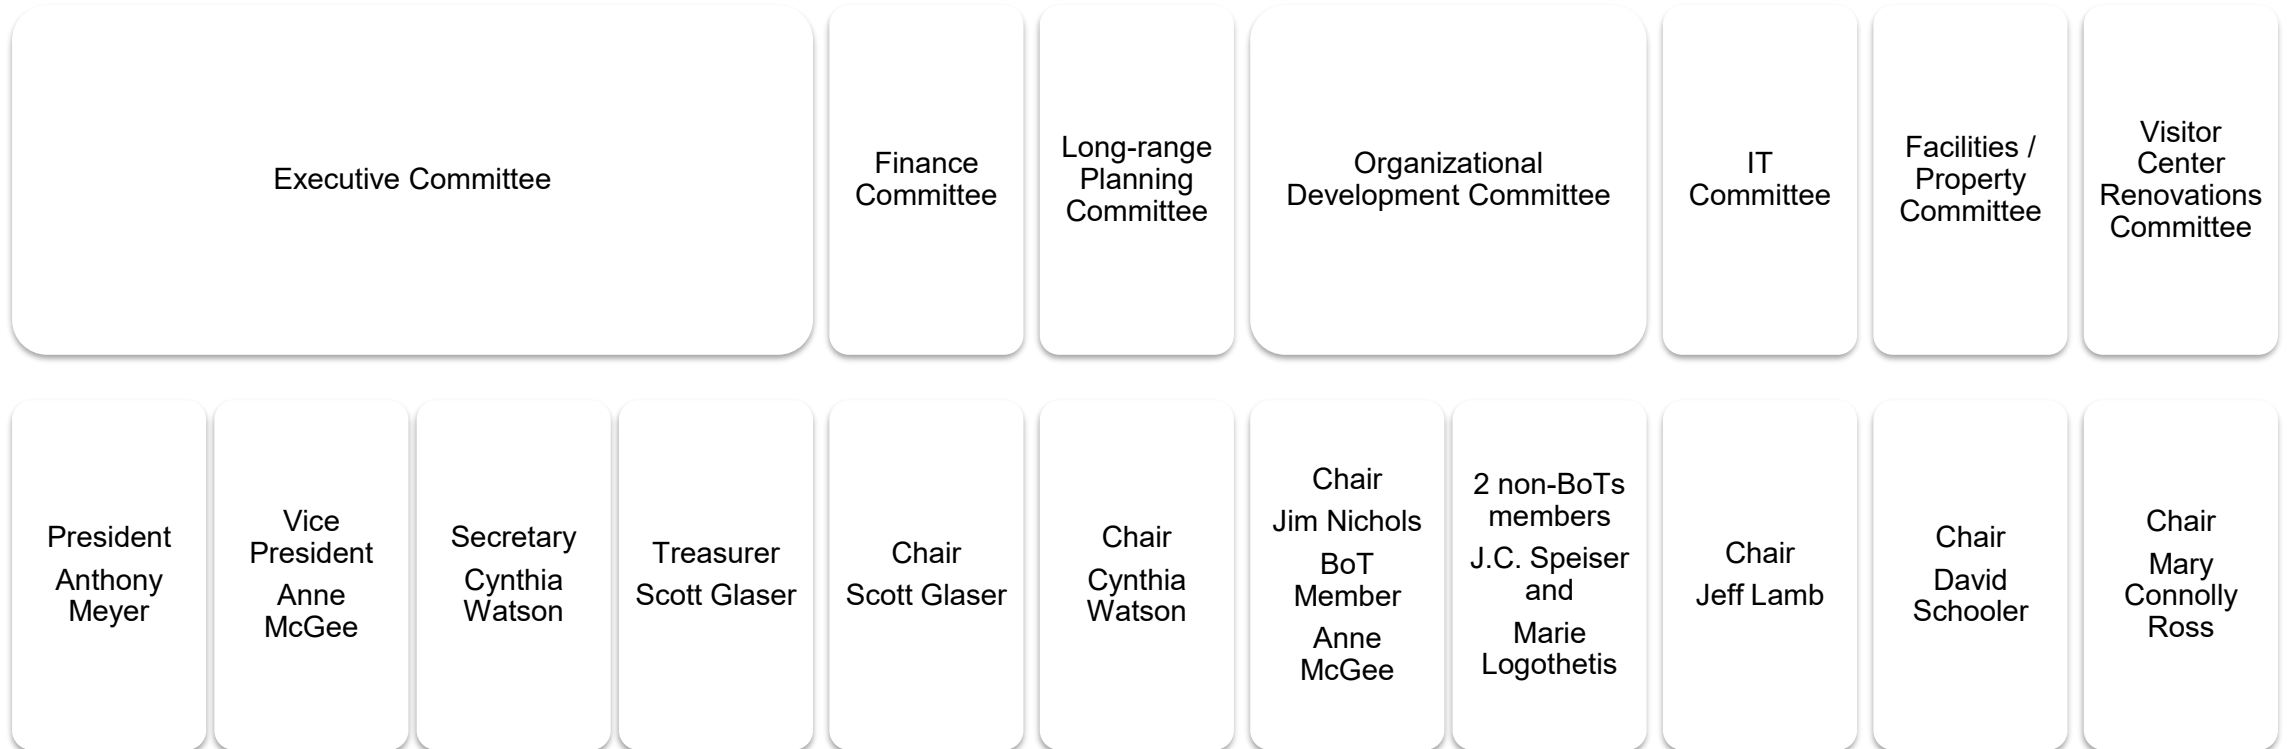 Executive Committee
Finance
Committee
Long-range
Planning
Committee
Organizational
Development Committee
IT
Committee
Facilities /
Property
Committee
Visitor
Center
Renovations
Committee
President
Anthony
Meyer
Vice
President
Anne
McGee
Secretary
Cynthia
Watson
Treasurer
Scott Glaser
Chair
Scott Glaser
Chair
Cynthia
Watson
Chair
Jim Nichols
BoT
Member
Anne
McGee
2 non-BoTs
members
J.C. Speiser
and
Marie
Logothetis
Chair
Jeff Lamb
Chair
David
Schooler
Chair
Mary
Connolly
Ross